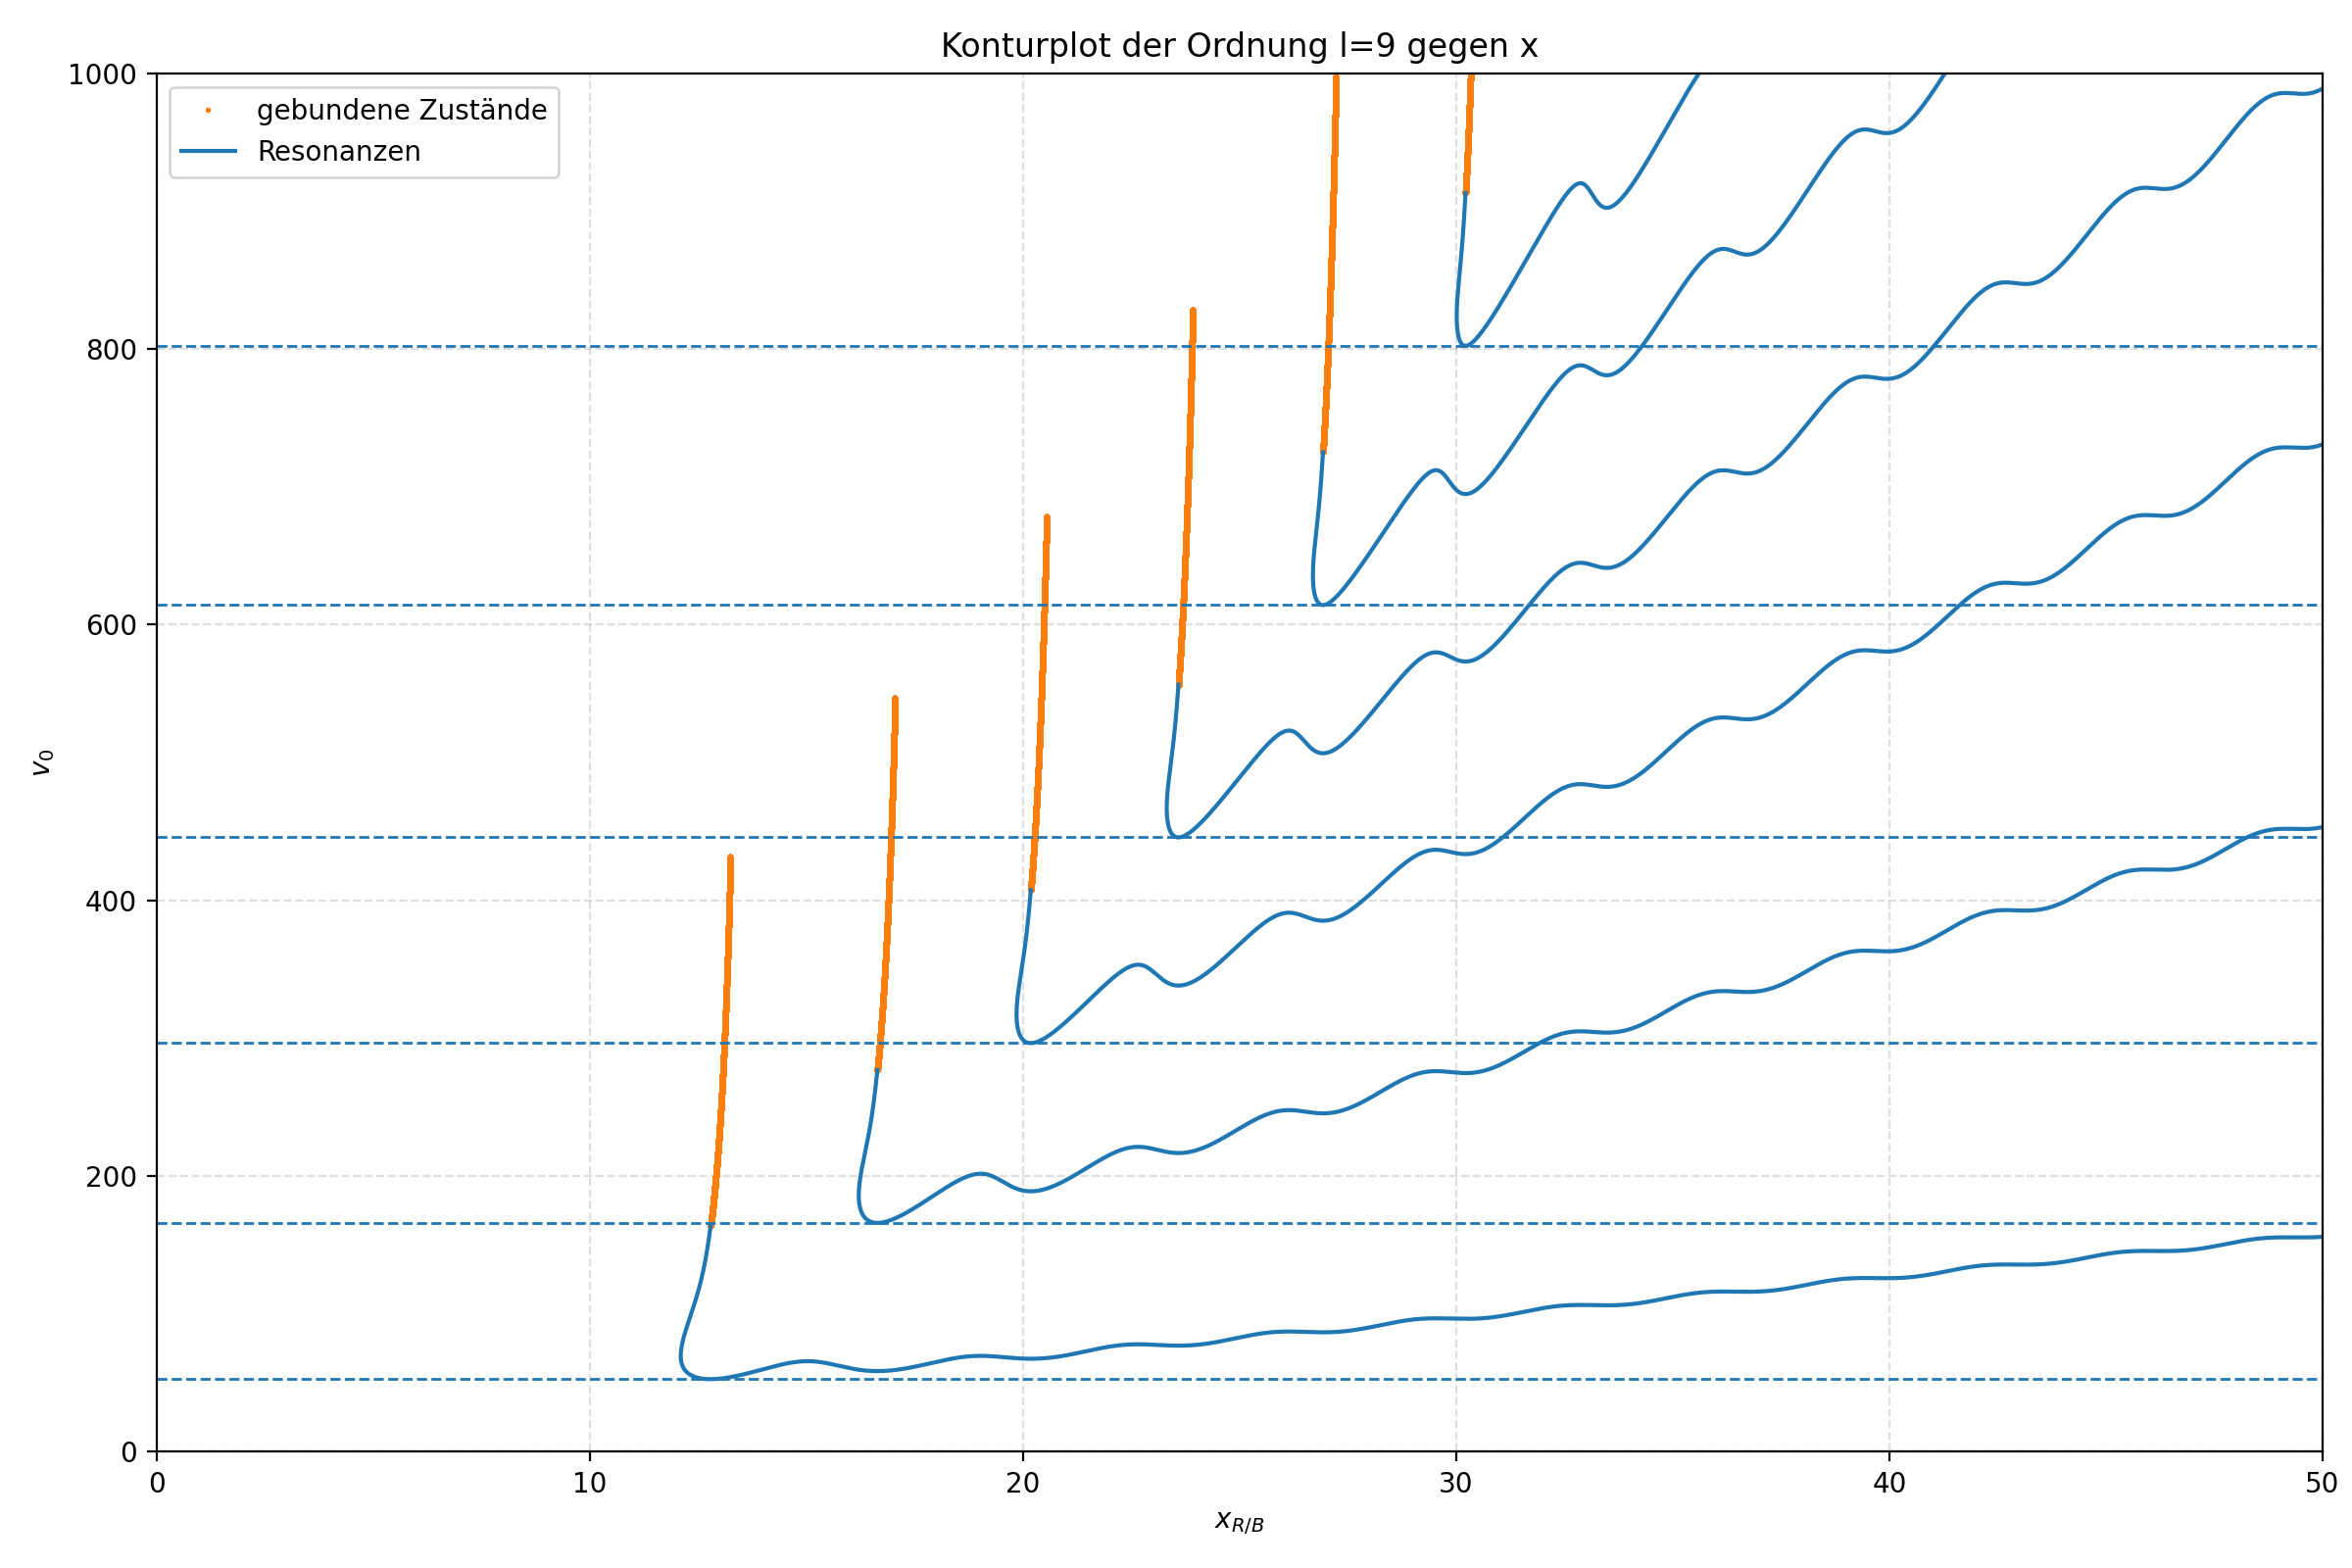 Konturplot der Ordnung l=9 gegen x
gebundene Zustände
Resonanzen
1000
800
600
400
200
0
v₀
0 10 20 30 40 50
x_{R/B}